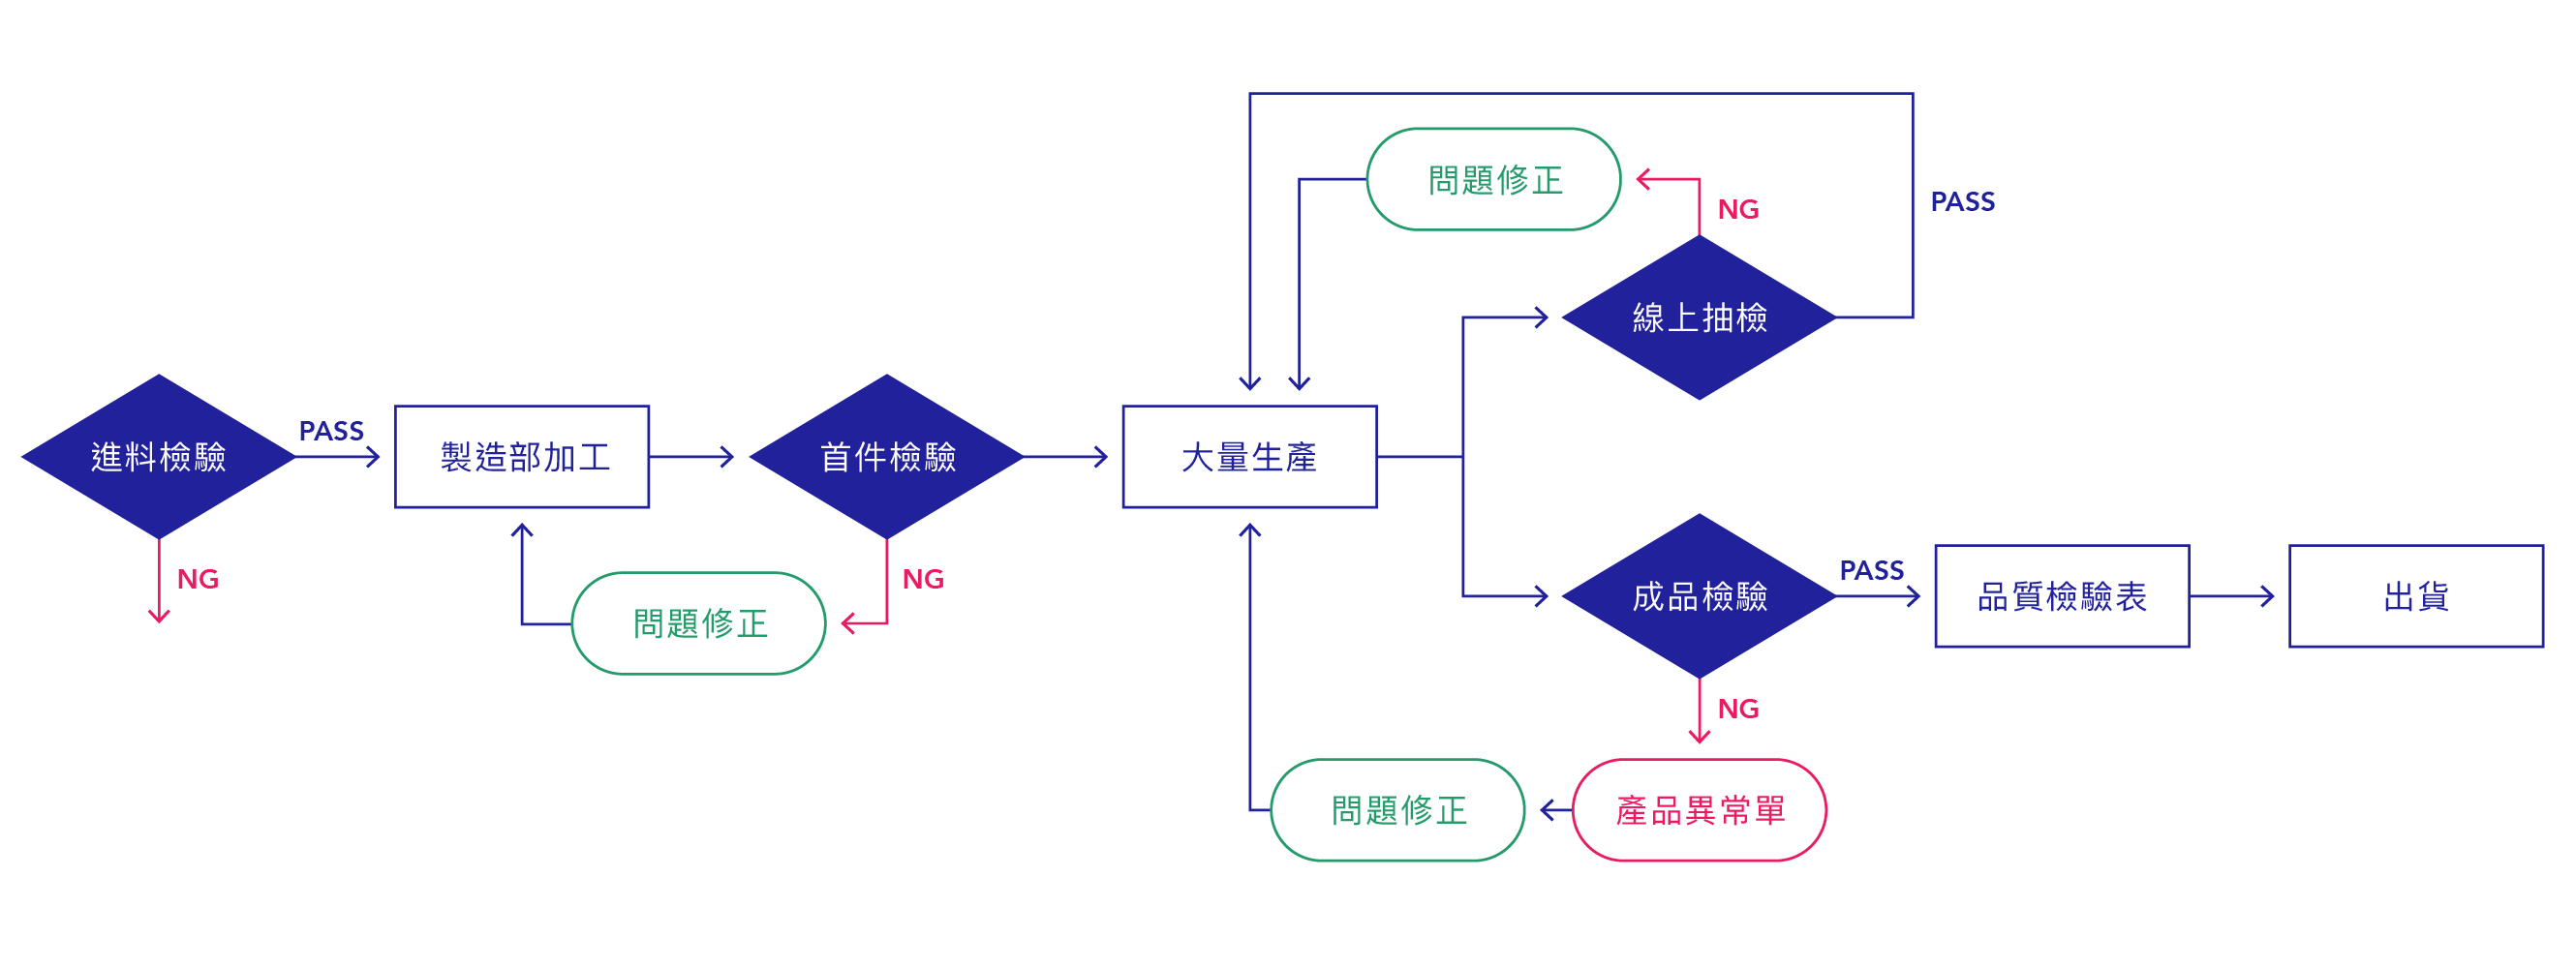 問題修正
NG
PASS
線上抽檢
進料檢驗
PASS
製造部加工
首件檢驗
大量生產
NG
問題修正
NG
成品檢驗
PASS
品質檢驗表
出貨
NG
問題修正
產品異常單